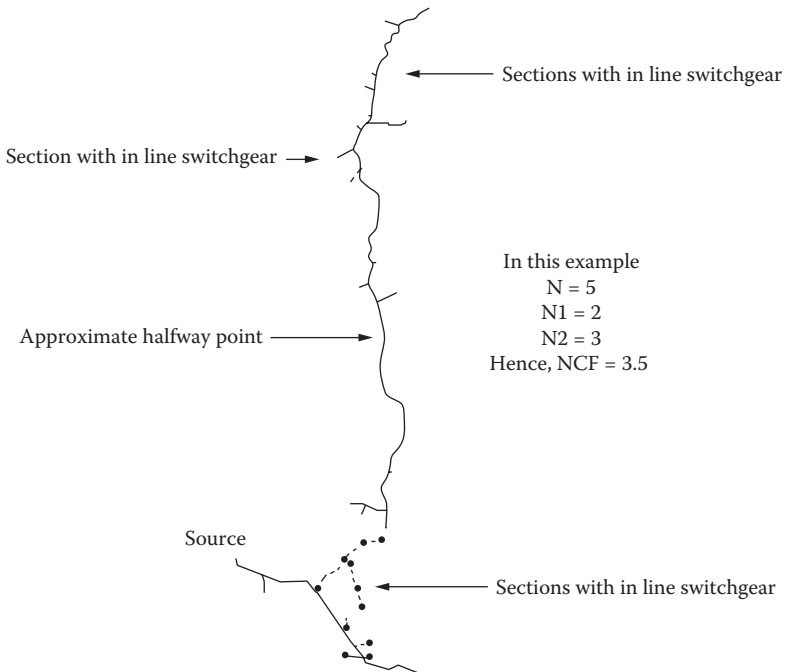 Sections with in line switchgear
Section with in line switchgear
In this example
N = 5
N1 = 2
N2 = 3
Hence, NCF = 3.5
Approximate halfway point
Source
Sections with in line switchgear